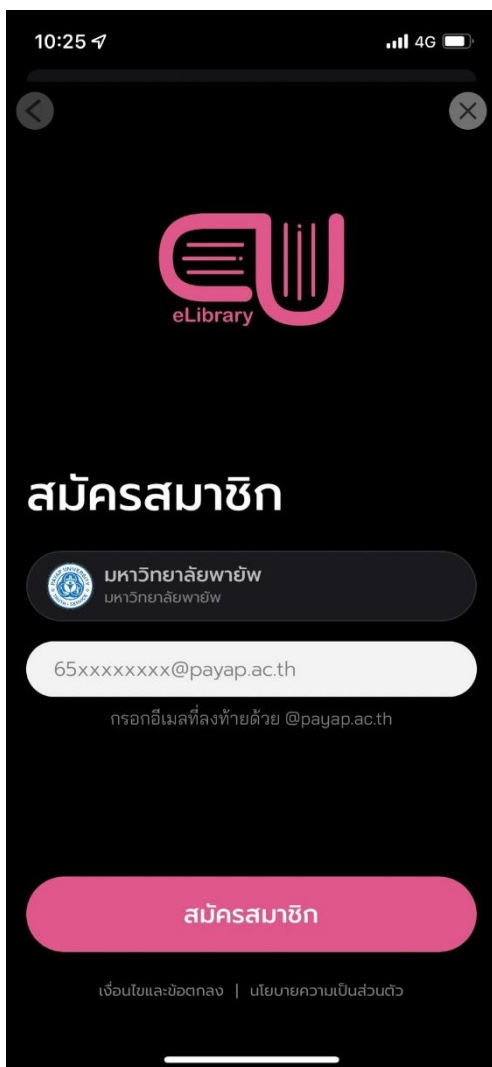 10:25
4G
eLibrary
สมัครสมาชิก
มหาวิทยาลัยพายัพ
มหาวิทยาลัยพายัพ
65xxxxxxxx@payap.ac.th
กรอกอีเมลที่ลงท้ายด้วย @payap.ac.th
สมัครสมาชิก
เงื่อนไขและข้อตกลง | นโยบายความเป็นส่วนตัว